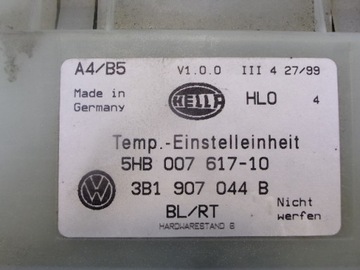 A4/B5 V1.0.0 III 4 27/99
Made in Germany HELLA HLO 4
Temp.-Einstelleinheit
5HB 007 617-10
3B1 907 044 B
BL/RT Nicht werfen
HARDWARESTAND 6